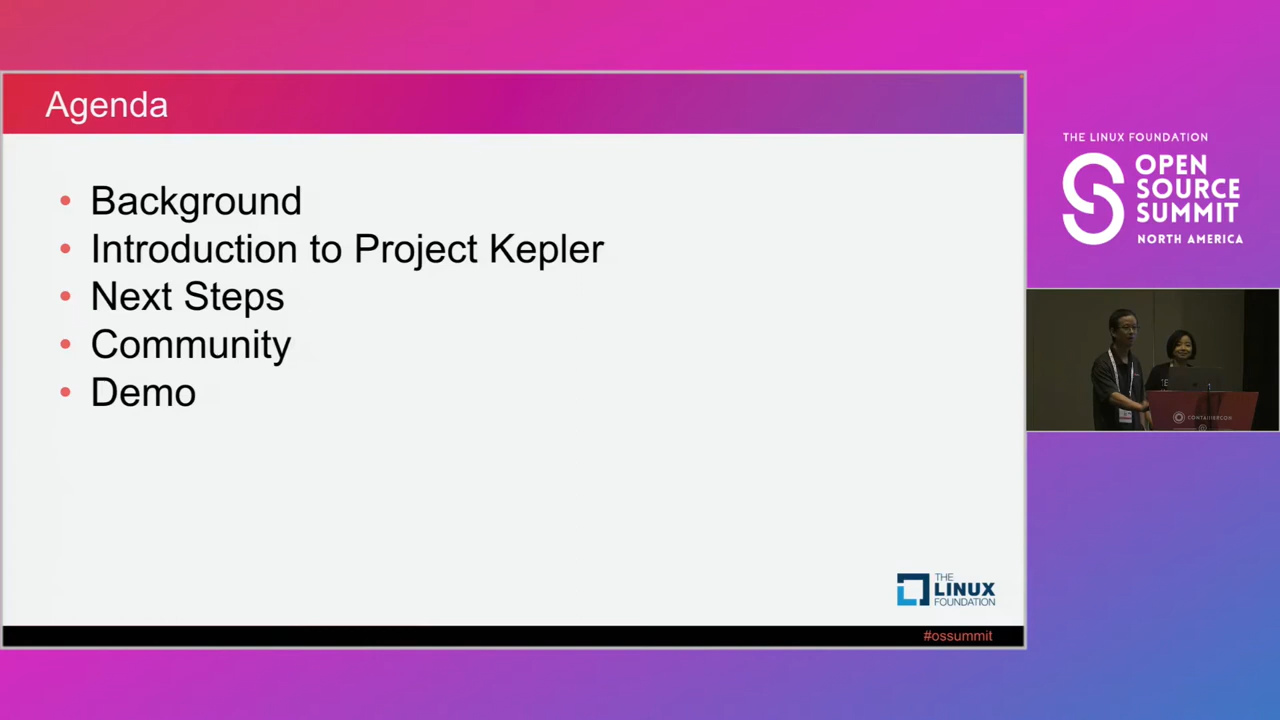 Agenda
• Background
• Introduction to Project Kepler
• Next Steps
• Community
• Demo
THE
LINUX
FOUNDATION
#ossummit
THE LINUX FOUNDATION
OPEN
SOURCE
SUMMIT
NORTH AMERICA
CONTAINERCON